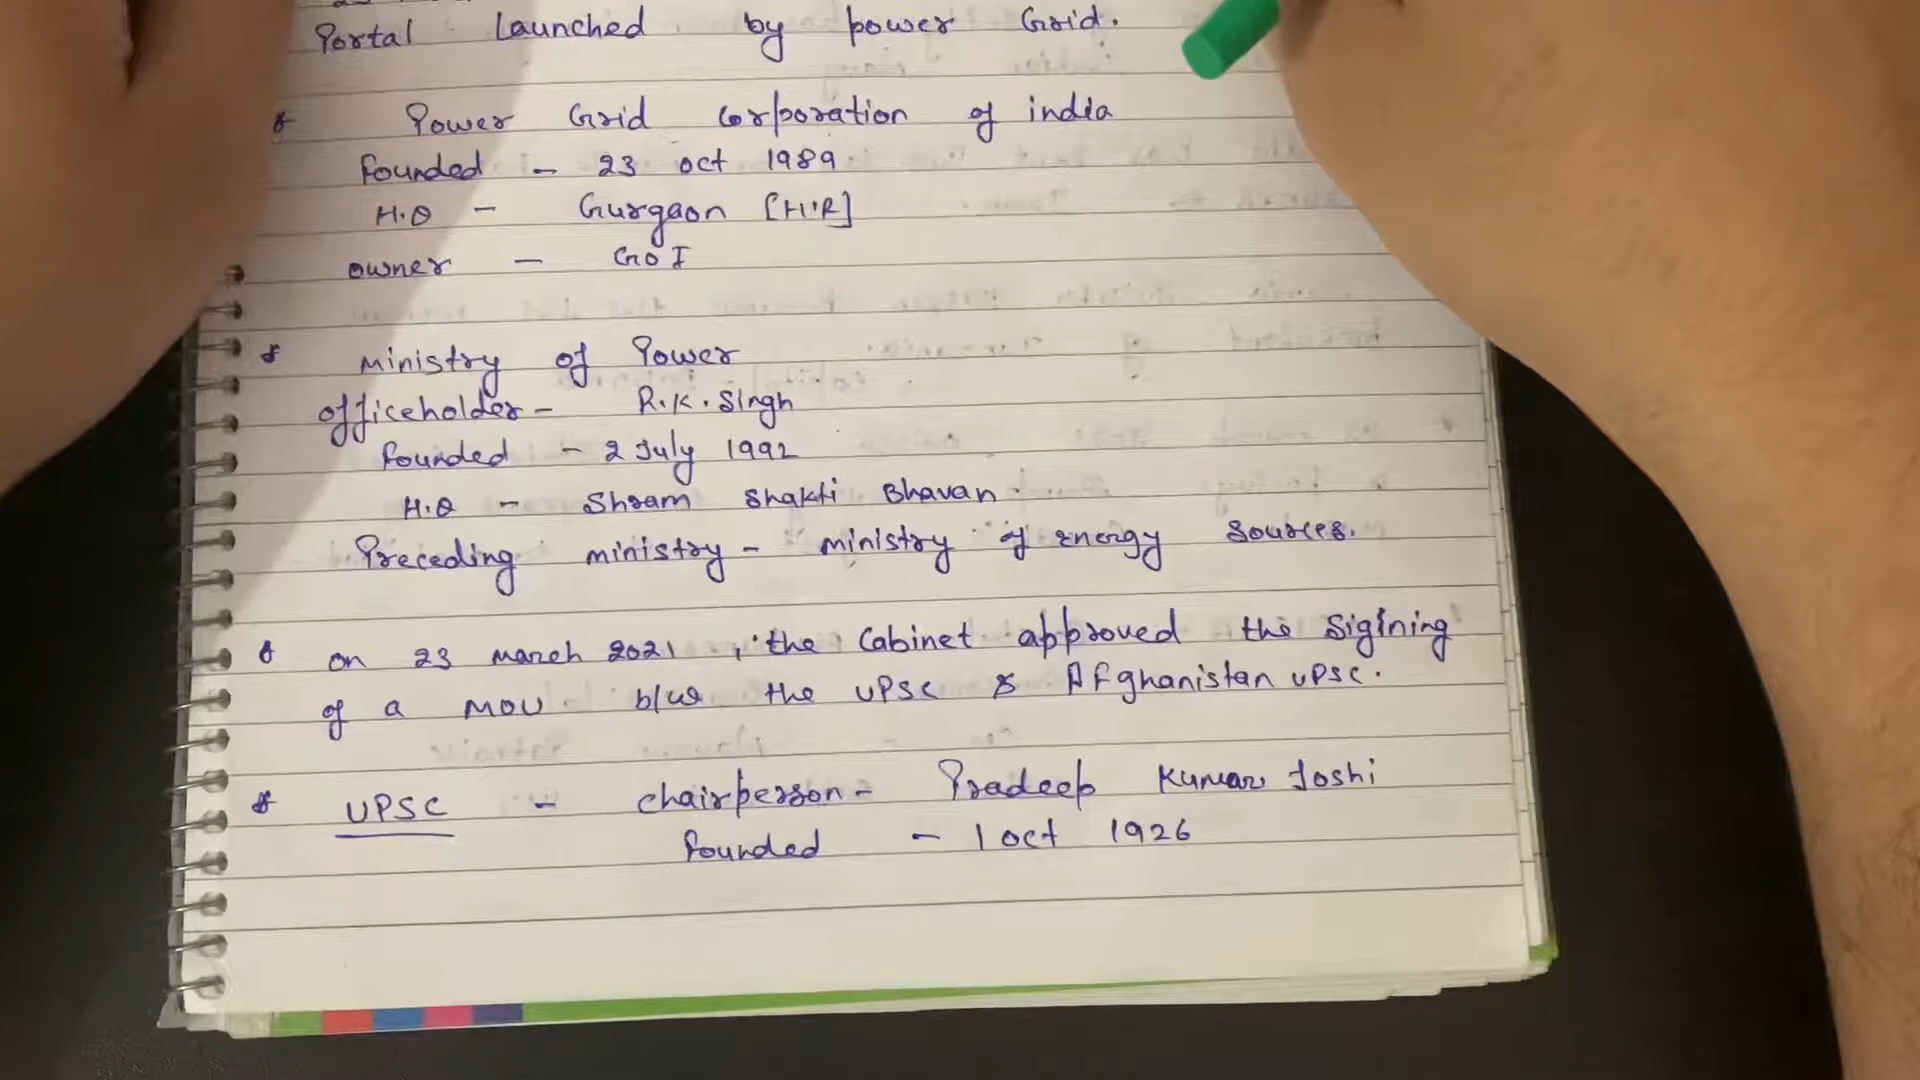 Portal Launched by power Grid.
* Power Grid Corporation of india
founded - 23 oct 1989
H.Q - Gurgaon [H.R]
owner - GOI
* ministry of Power
officeholder - R.K. Singh
founded - 2 July 1992
H.Q - Shram Shakti Bhavan.
Preceding ministry - ministry of energy sources.
* on 23 march 2021, the Cabinet approved the Sigining
of a MOU b/w the UPSC & Afghanistan UPSC.
* UPSC - chairperson - Pradeep Kumar Joshi
founded - 1 oct 1926